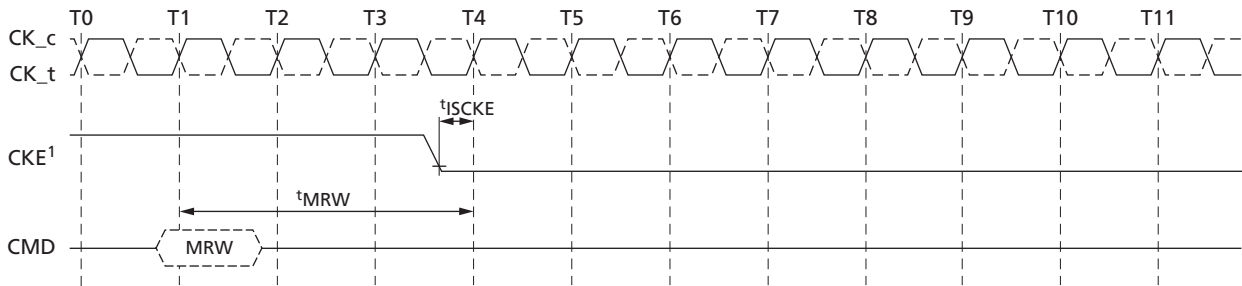 T0 T1 T2 T3 T4 T5 T6 T7 T8 T9 T10 T11
CK_c
CK_t
tISCKE
CKE1
tMRW
CMD MRW